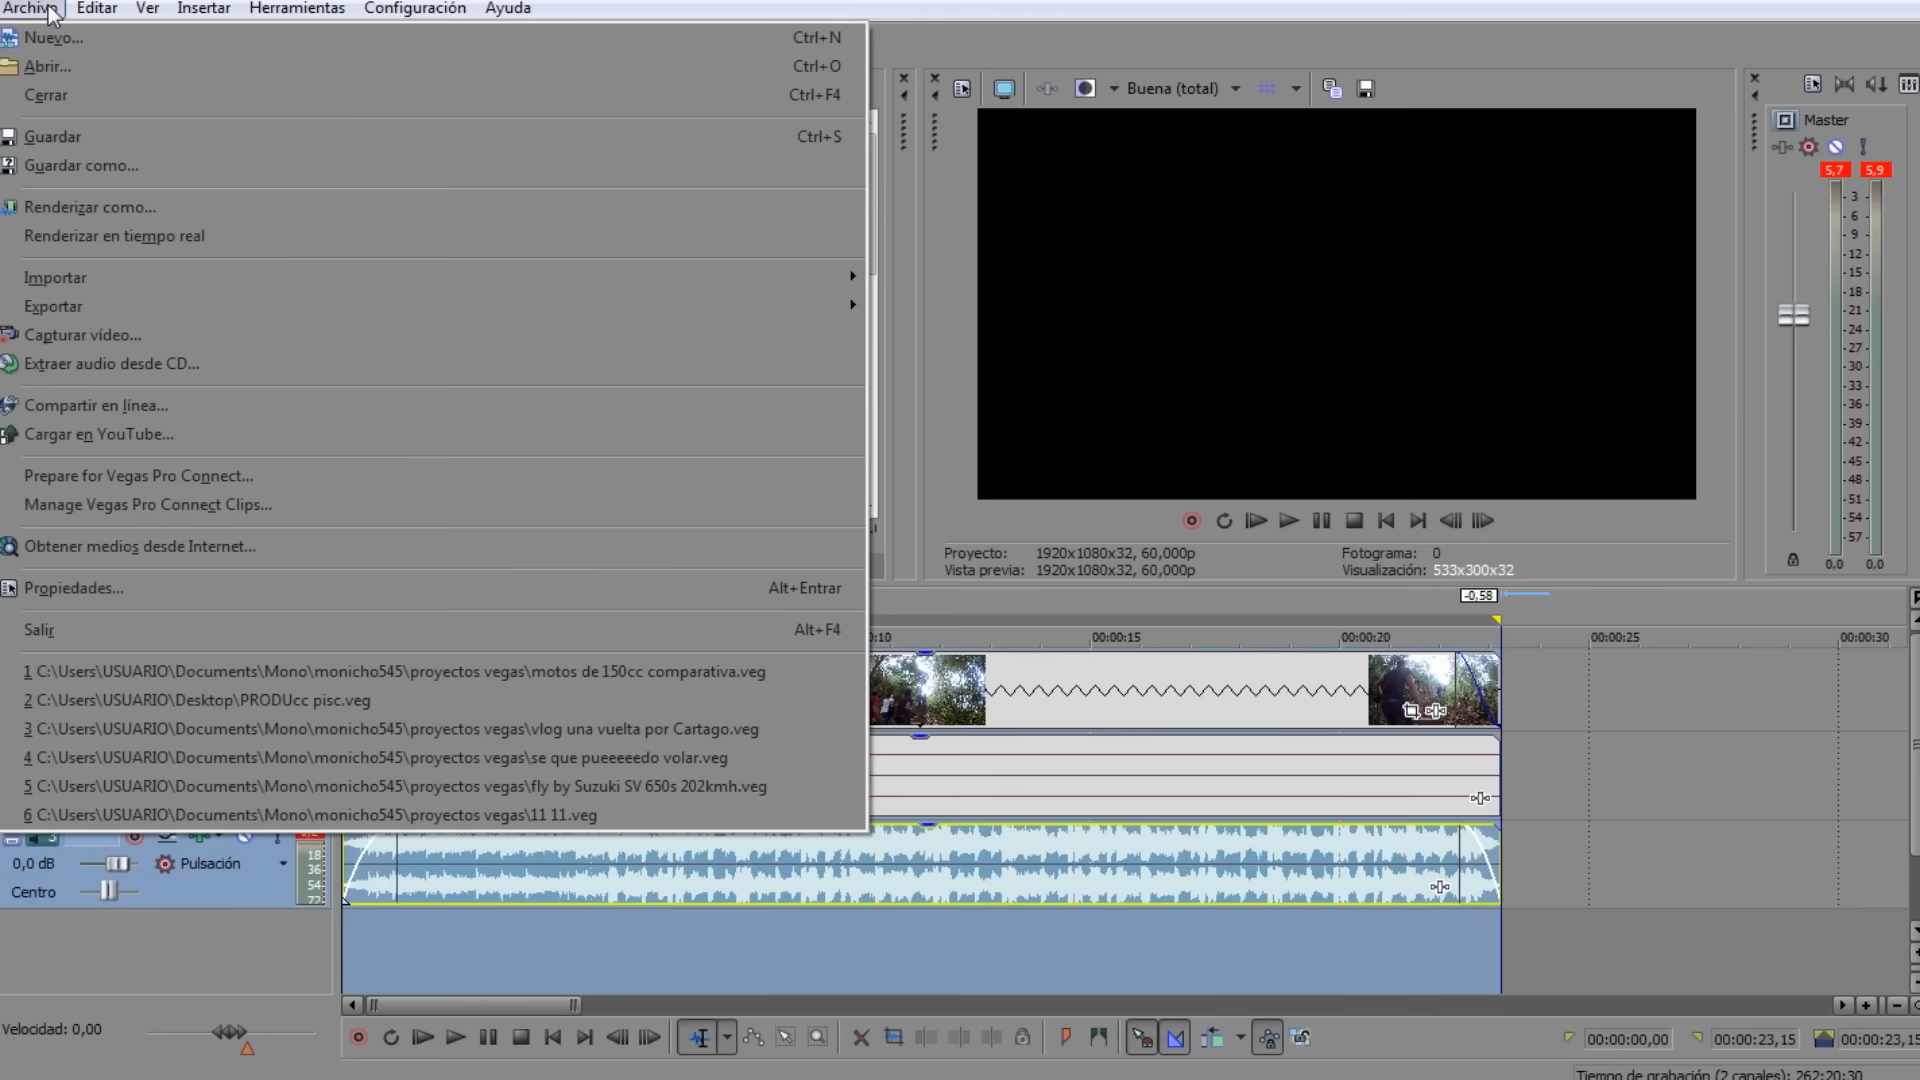 Archivo Editar Ver Insertar Herramientas Configuración Ayuda
Nuevo... Ctrl+N
Abrir... Ctrl+O
Cerrar Ctrl+F4
Guardar Ctrl+S
Guardar como...
Renderizar como...
Renderizar en tiempo real
Importar
Exportar
Capturar vídeo...
Extraer audio desde CD...
Compartir en línea...
Cargar en YouTube...
Prepare for Vegas Pro Connect...
Manage Vegas Pro Connect Clips...
Obtener medios desde Internet...
Propiedades... Alt+Entrar
Salir Alt+F4
1 C:\Users\USUARIO\Documents\Mono\monicho545\proyectos vegas\motos de 150cc comparativa.veg
2 C:\Users\USUARIO\Desktop\PRODUcc pisc.veg
3 C:\Users\USUARIO\Documents\Mono\monicho545\proyectos vegas\vlog una vuelta por Cartago.veg
4 C:\Users\USUARIO\Documents\Mono\monicho545\proyectos vegas\se que pueeeeedo volar.veg
5 C:\Users\USUARIO\Documents\Mono\monicho545\proyectos vegas\fly by Suzuki SV 650s 202kmh.veg
6 C:\Users\USUARIO\Documents\Mono\monicho545\proyectos vegas\11 11.veg
Buena (total)
Proyecto: 1920x1080x32, 60,000p Fotograma: 0
Vista previa: 1920x1080x32, 60,000p Visualización: 533x300x32
Master
5,7 5,9
- 3 -
- 6 -
- 9 -
- 12 -
- 15 -
- 18 -
- 21 -
- 24 -
- 27 -
- 30 -
- 33 -
- 36 -
- 39 -
- 42 -
- 45 -
- 48 -
- 51 -
- 54 -
- 57 -
0,0 0,0
-0,58
0:10 00:00:15 00:00:20 00:00:25 00:00:30
3
0,0 dB Pulsación
Centro
18
36
54
72
Velocidad: 0,00
00:00:00,00 00:00:23,15 00:00:23,15
Tiempo de grabación (2 canales): 262:20:30